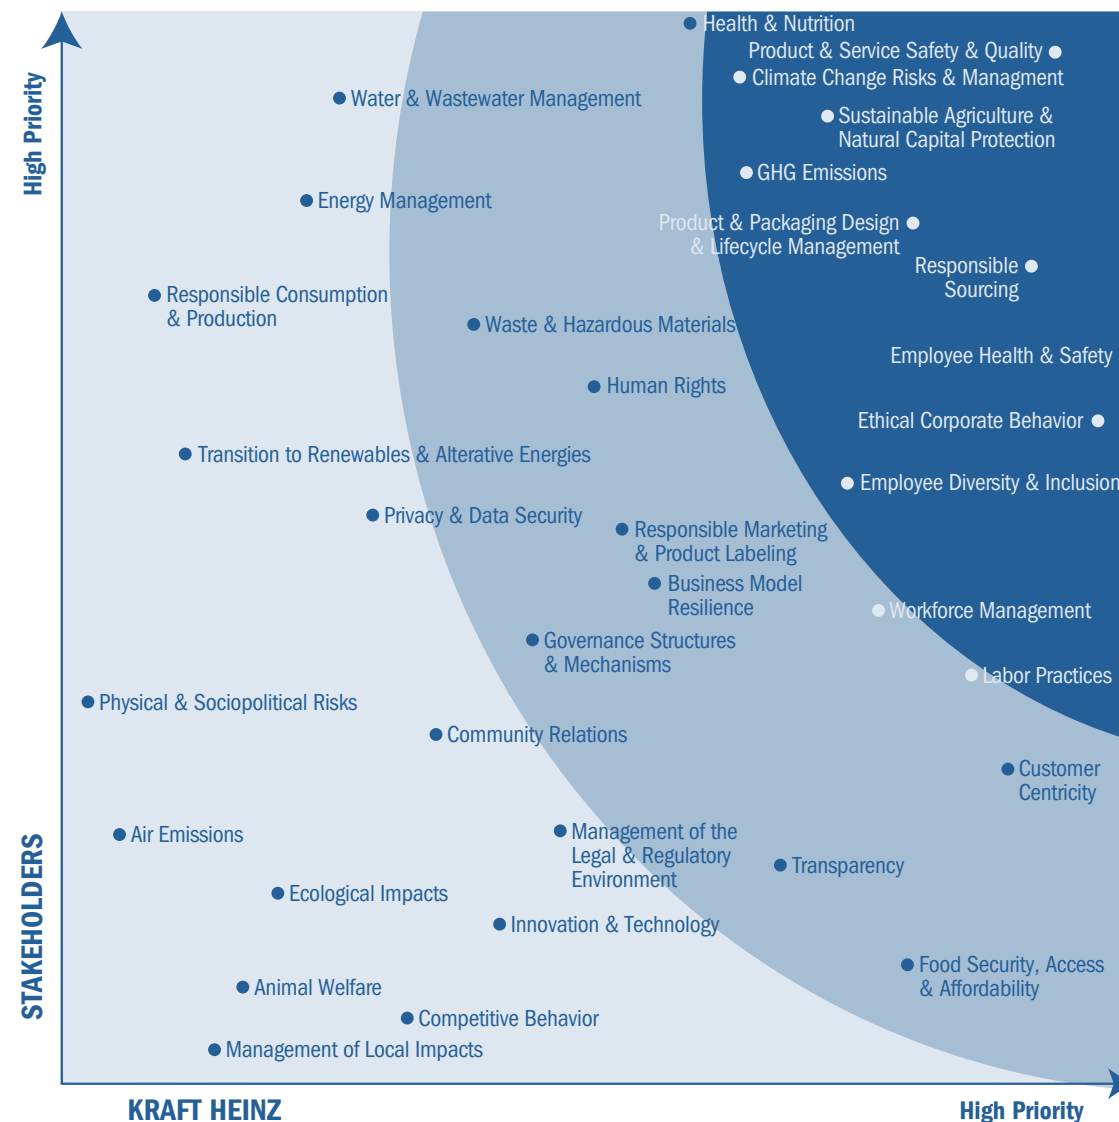 Health & Nutrition
Product & Service Safety & Quality
Climate Change Risks & Managment
Water & Wastewater Management
Sustainable Agriculture &
Natural Capital Protection
High Priority
GHG Emissions
Energy Management
Product & Packaging Design
& Lifecycle Management
Responsible
Sourcing
Responsible Consumption
& Production
Waste & Hazardous Materials
Employee Health & Safety
Human Rights
Ethical Corporate Behavior
Transition to Renewables & Alterative Energies
Employee Diversity & Inclusion
Privacy & Data Security
Responsible Marketing
& Product Labeling
Business Model
Resilience
Workforce Management
Governance Structures
& Mechanisms
Labor Practices
Physical & Sociopolitical Risks
Community Relations
Customer
Centricity
Air Emissions
Management of the
Legal & Regulatory
Environment
Transparency
Ecological Impacts
Innovation & Technology
STAKEHOLDERS
Food Security, Access
& Affordability
Animal Welfare
Competitive Behavior
Management of Local Impacts
KRAFT HEINZ
High Priority